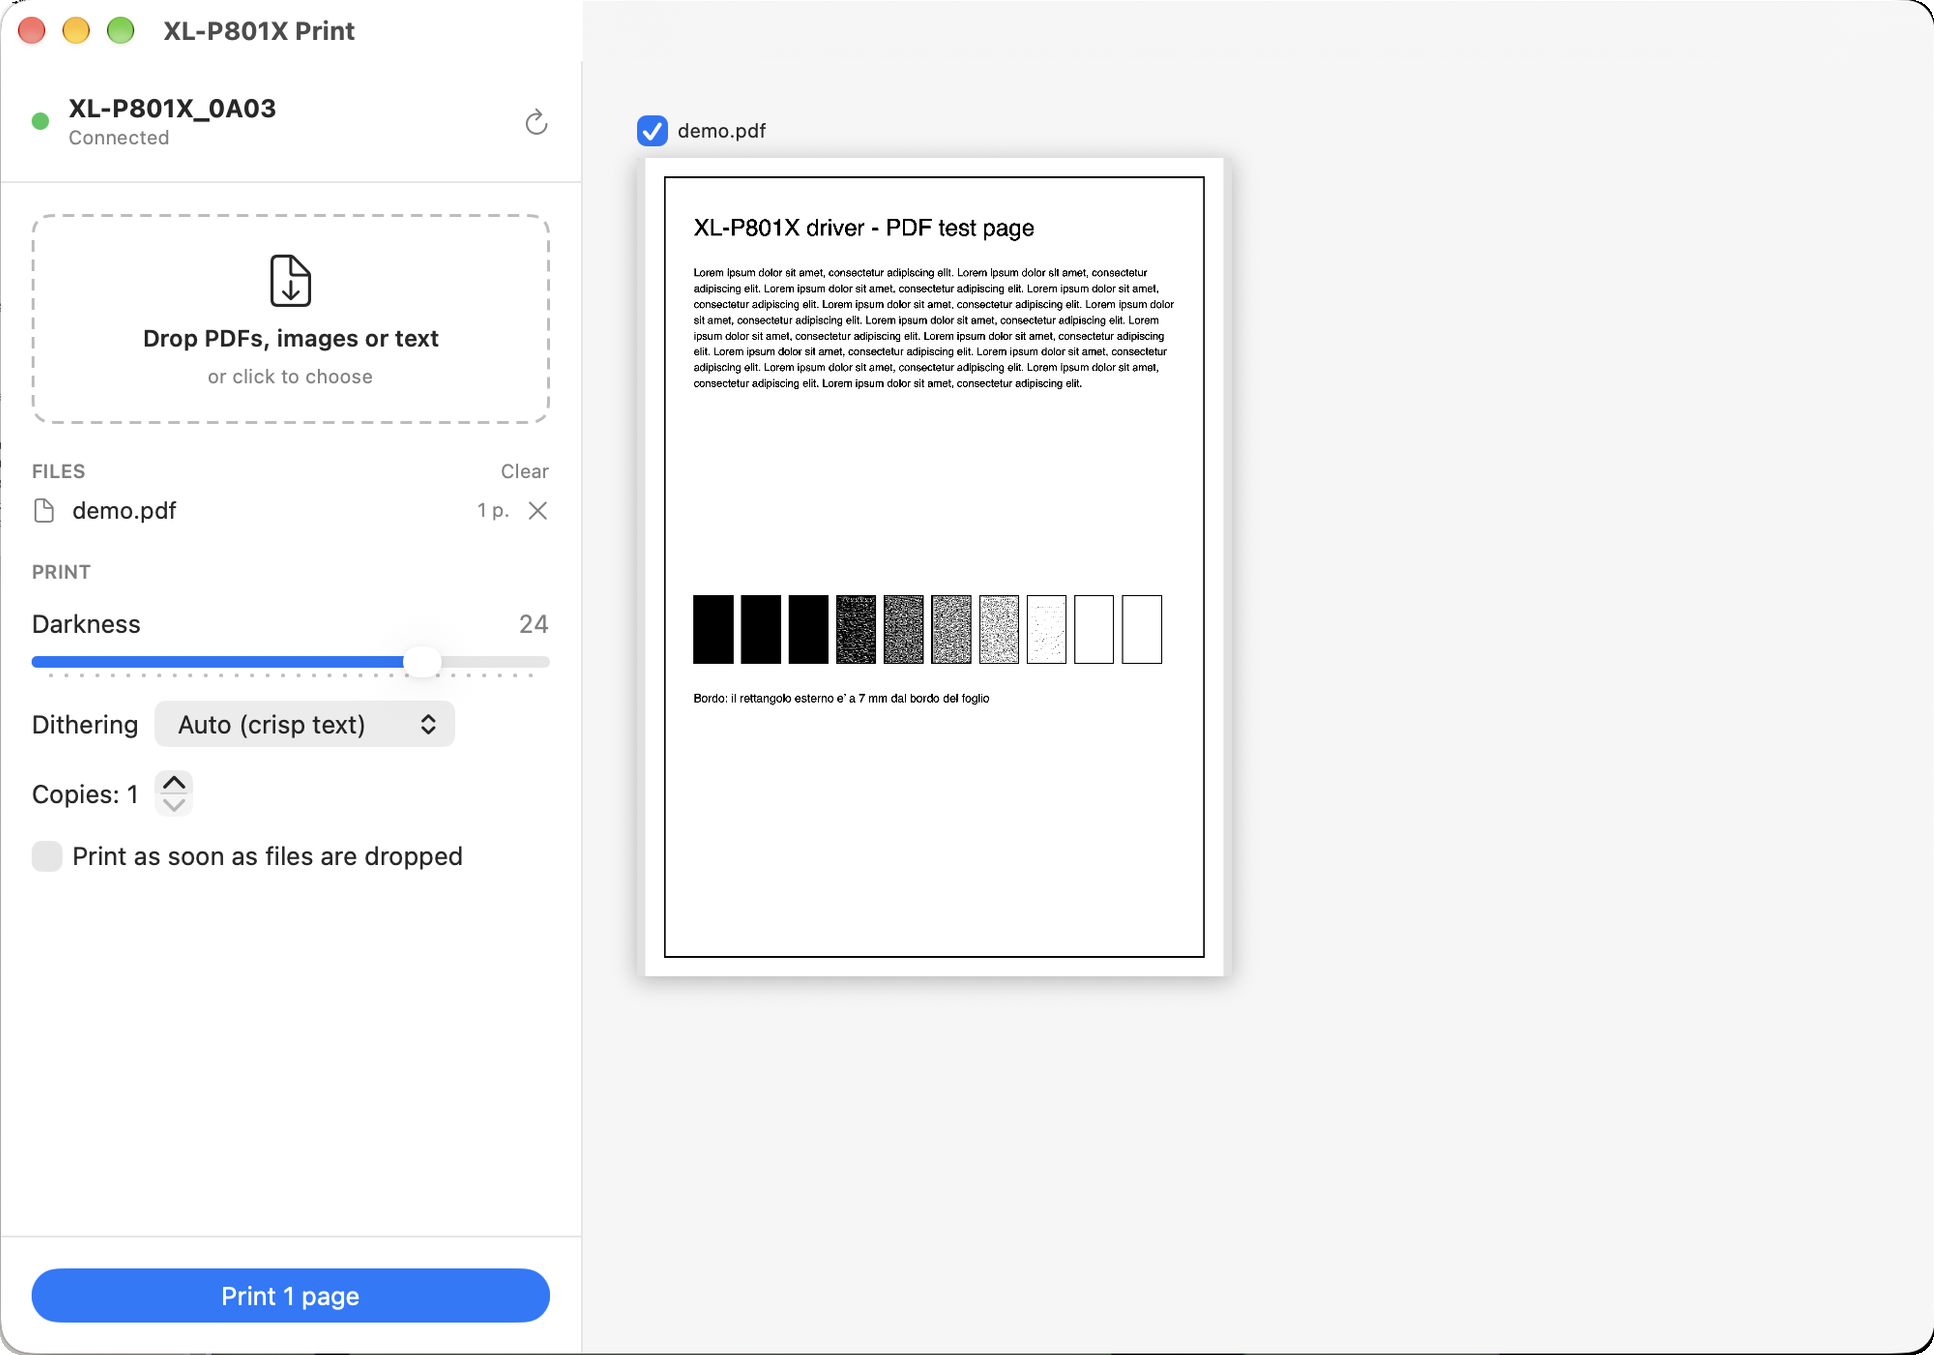 XL-P801X Print
XL-P801X_0A03
Connected
Drop PDFs, images or text
or click to choose
FILES
Clear
demo.pdf
1 p.
PRINT
Darkness
24
Dithering
Auto (crisp text)
Copies: 1
Print as soon as files are dropped
Print 1 page
demo.pdf
XL-P801X driver - PDF test page
Lorem ipsum dolor sit amet, consectetur adipiscing elit. Lorem ipsum dolor sit amet, consectetur
adipiscing elit. Lorem ipsum dolor sit amet, consectetur adipiscing elit. Lorem ipsum dolor sit amet,
consectetur adipiscing elit. Lorem ipsum dolor sit amet, consectetur adipiscing elit. Lorem ipsum dolor
sit amet, consectetur adipiscing elit. Lorem ipsum dolor sit amet, consectetur adipiscing elit. Lorem
ipsum dolor sit amet, consectetur adipiscing elit. Lorem ipsum dolor sit amet, consectetur adipiscing
elit. Lorem ipsum dolor sit amet, consectetur adipiscing elit. Lorem ipsum dolor sit amet, consectetur
adipiscing elit. Lorem ipsum dolor sit amet, consectetur adipiscing elit. Lorem ipsum dolor sit amet,
consectetur adipiscing elit. Lorem ipsum dolor sit amet, consectetur adipiscing elit.
Bordo: il rettangolo esterno e' a 7 mm dal bordo del foglio